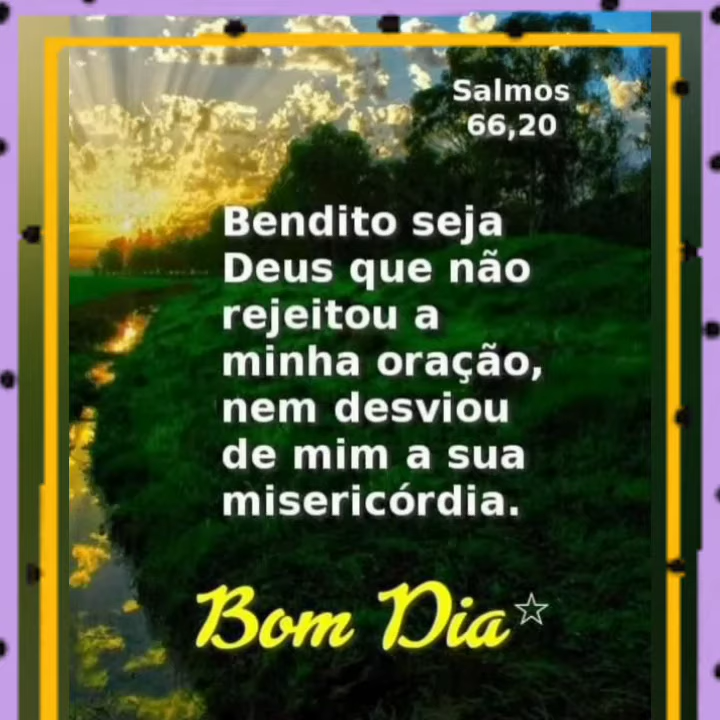 Salmos
66,20
Bendito seja
Deus que não
rejeitou a
minha oração,
nem desviou
de mim a sua
misericórdia.
Bom Dia☆